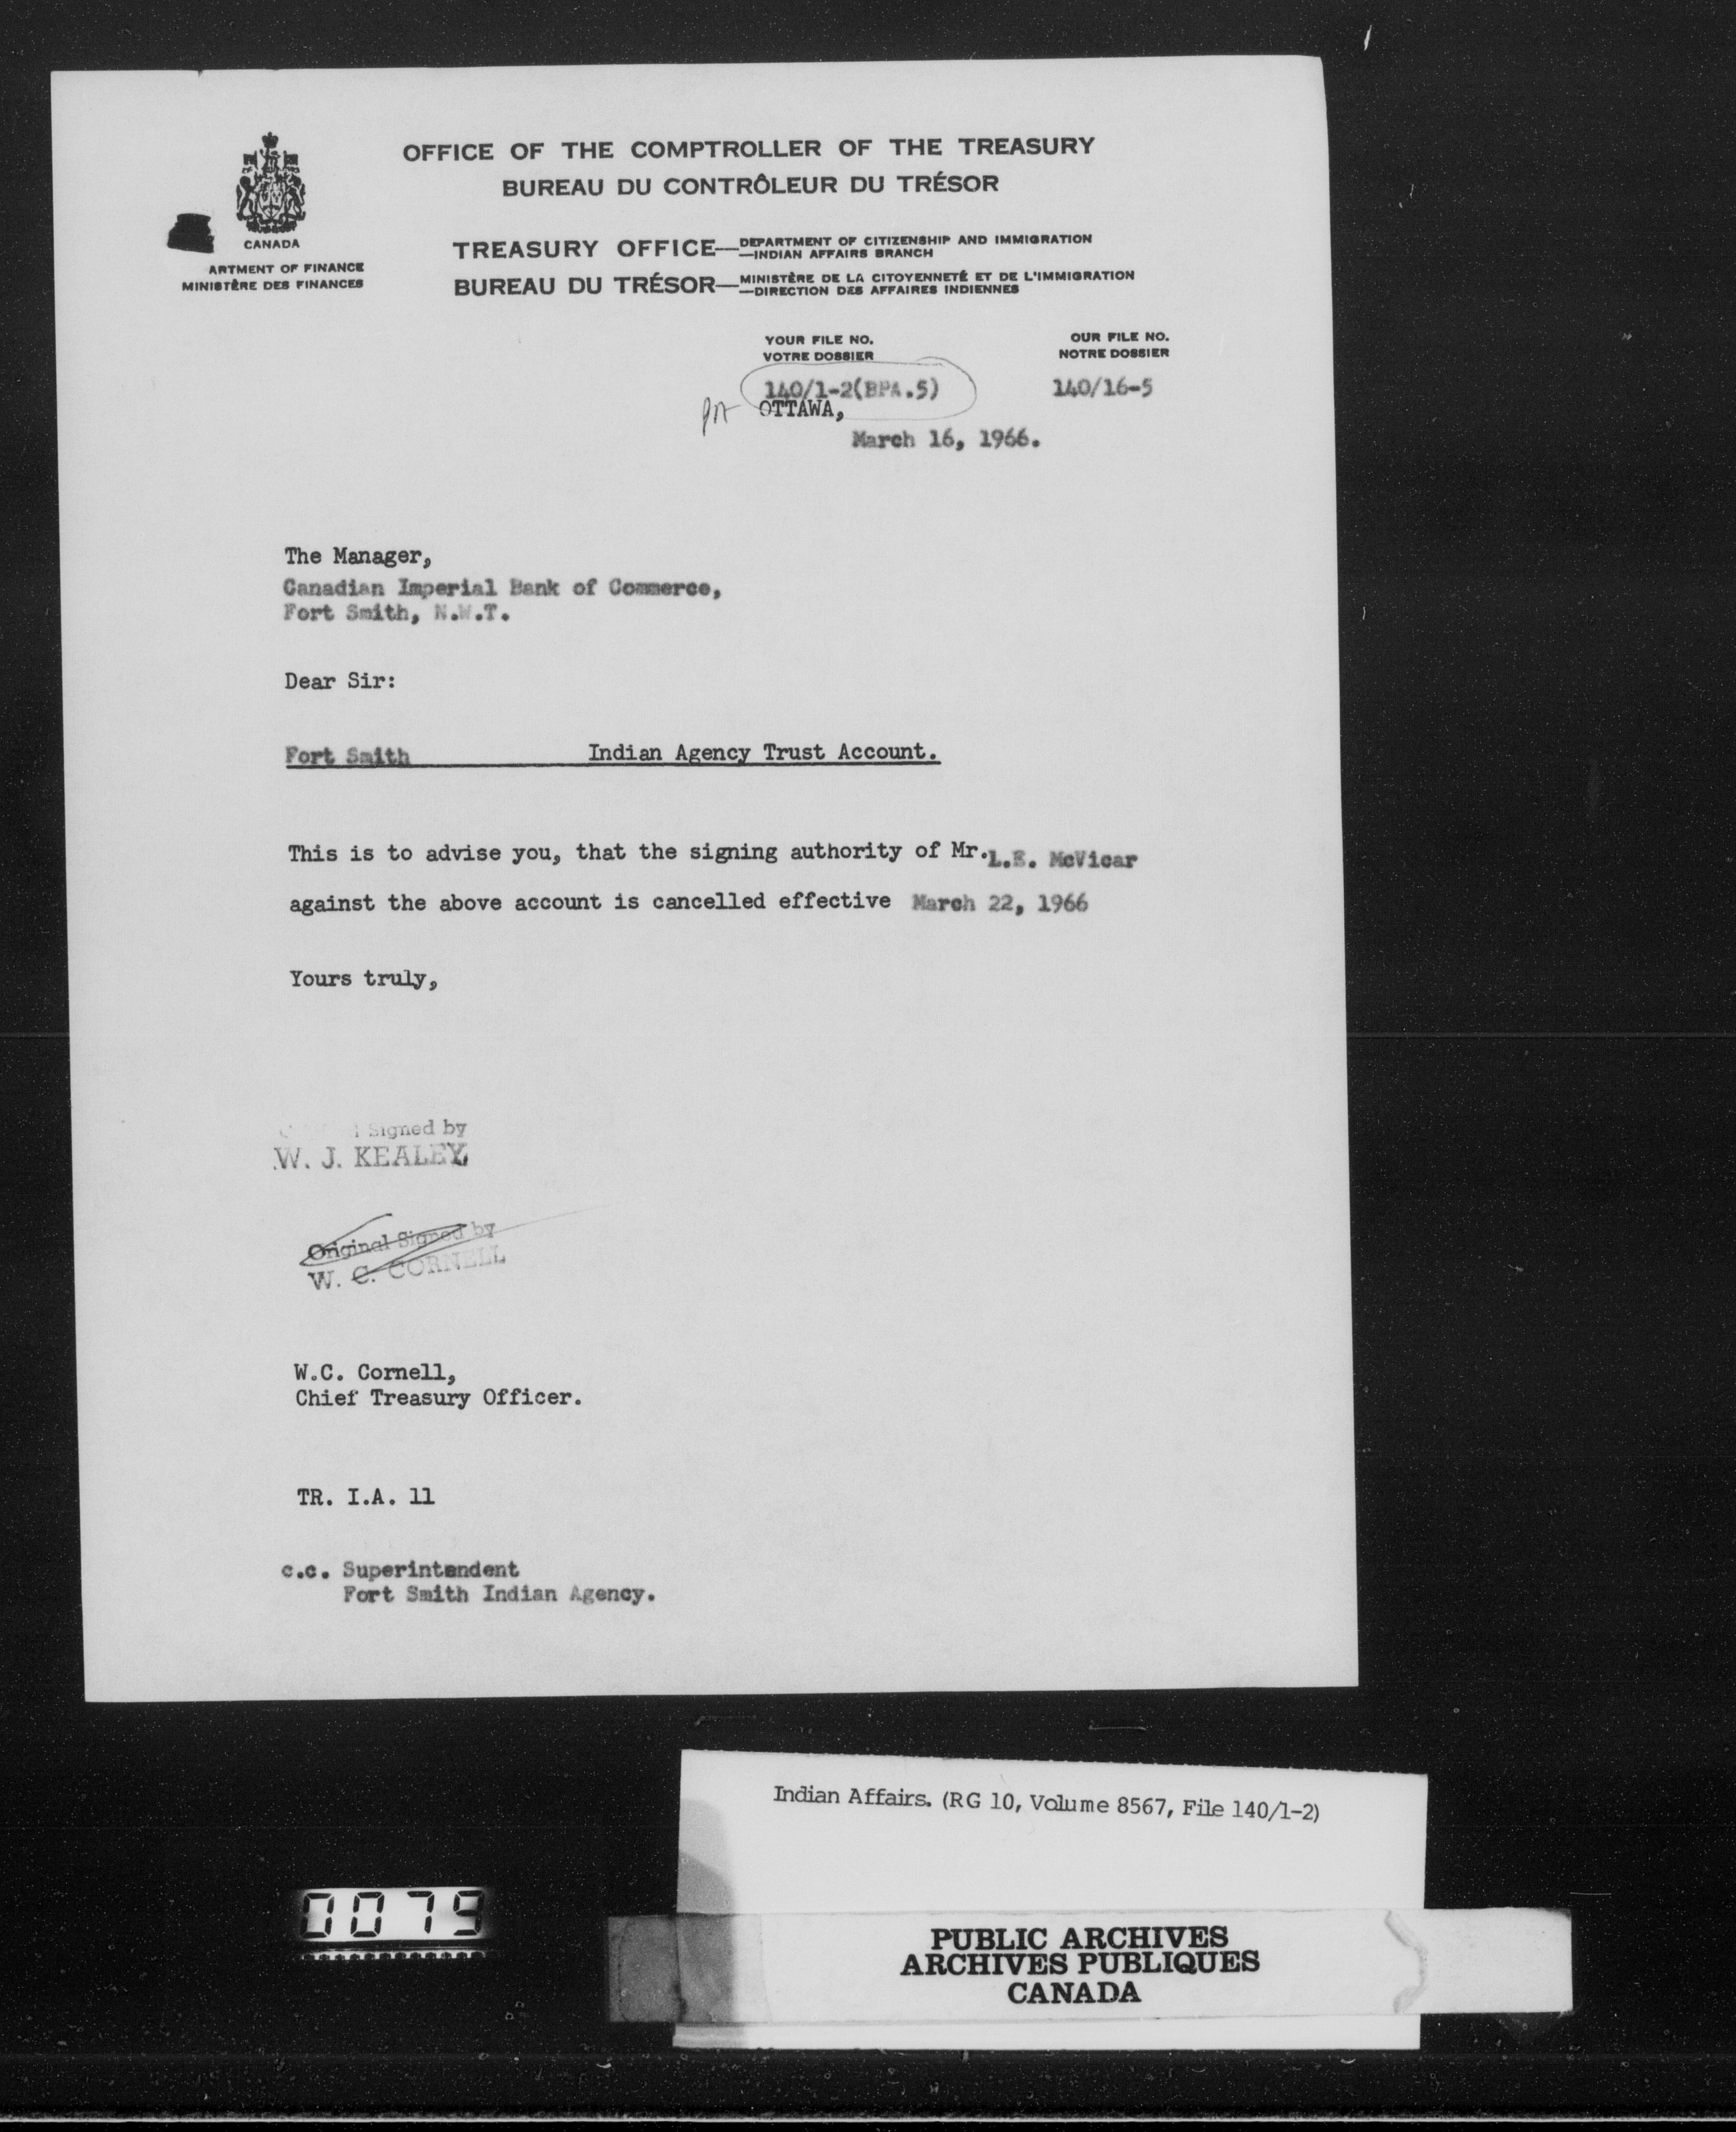 OFFICE OF THE COMPTROLLER OF THE TREASURY
BUREAU DU CONTRÔLEUR DU TRÉSOR
CANADA
ARTMENT OF FINANCE
MINISTÈRE DES FINANCES
TREASURY OFFICE—DEPARTMENT OF CITIZENSHIP AND IMMIGRATION
—INDIAN AFFAIRS BRANCH
BUREAU DU TRÉSOR—MINISTÈRE DE LA CITOYENNETÉ ET DE L'IMMIGRATION
—DIRECTION DES AFFAIRES INDIENNES
YOUR FILE NO.
VOTRE DOSSIER
OUR FILE NO.
NOTRE DOSSIER
140/1-2(BPA.5)
140/16-5
OTTAWA,
March 16, 1966.
The Manager,
Canadian Imperial Bank of Commerce,
Fort Smith, N.W.T.
Dear Sir:
Fort Smith Indian Agency Trust Account.
This is to advise you, that the signing authority of Mr. L.E. McVicar
against the above account is cancelled effective March 22, 1966
Yours truly,
Signed by
W. J. KEALEY
Original Signed by
W. C. CORNELL
W.C. Cornell,
Chief Treasury Officer.
TR. I.A. 11
c.c. Superintendent
Fort Smith Indian Agency.
Indian Affairs. (RG 10, Volume 8567, File 140/1-2)
0079
PUBLIC ARCHIVES
ARCHIVES PUBLIQUES
CANADA